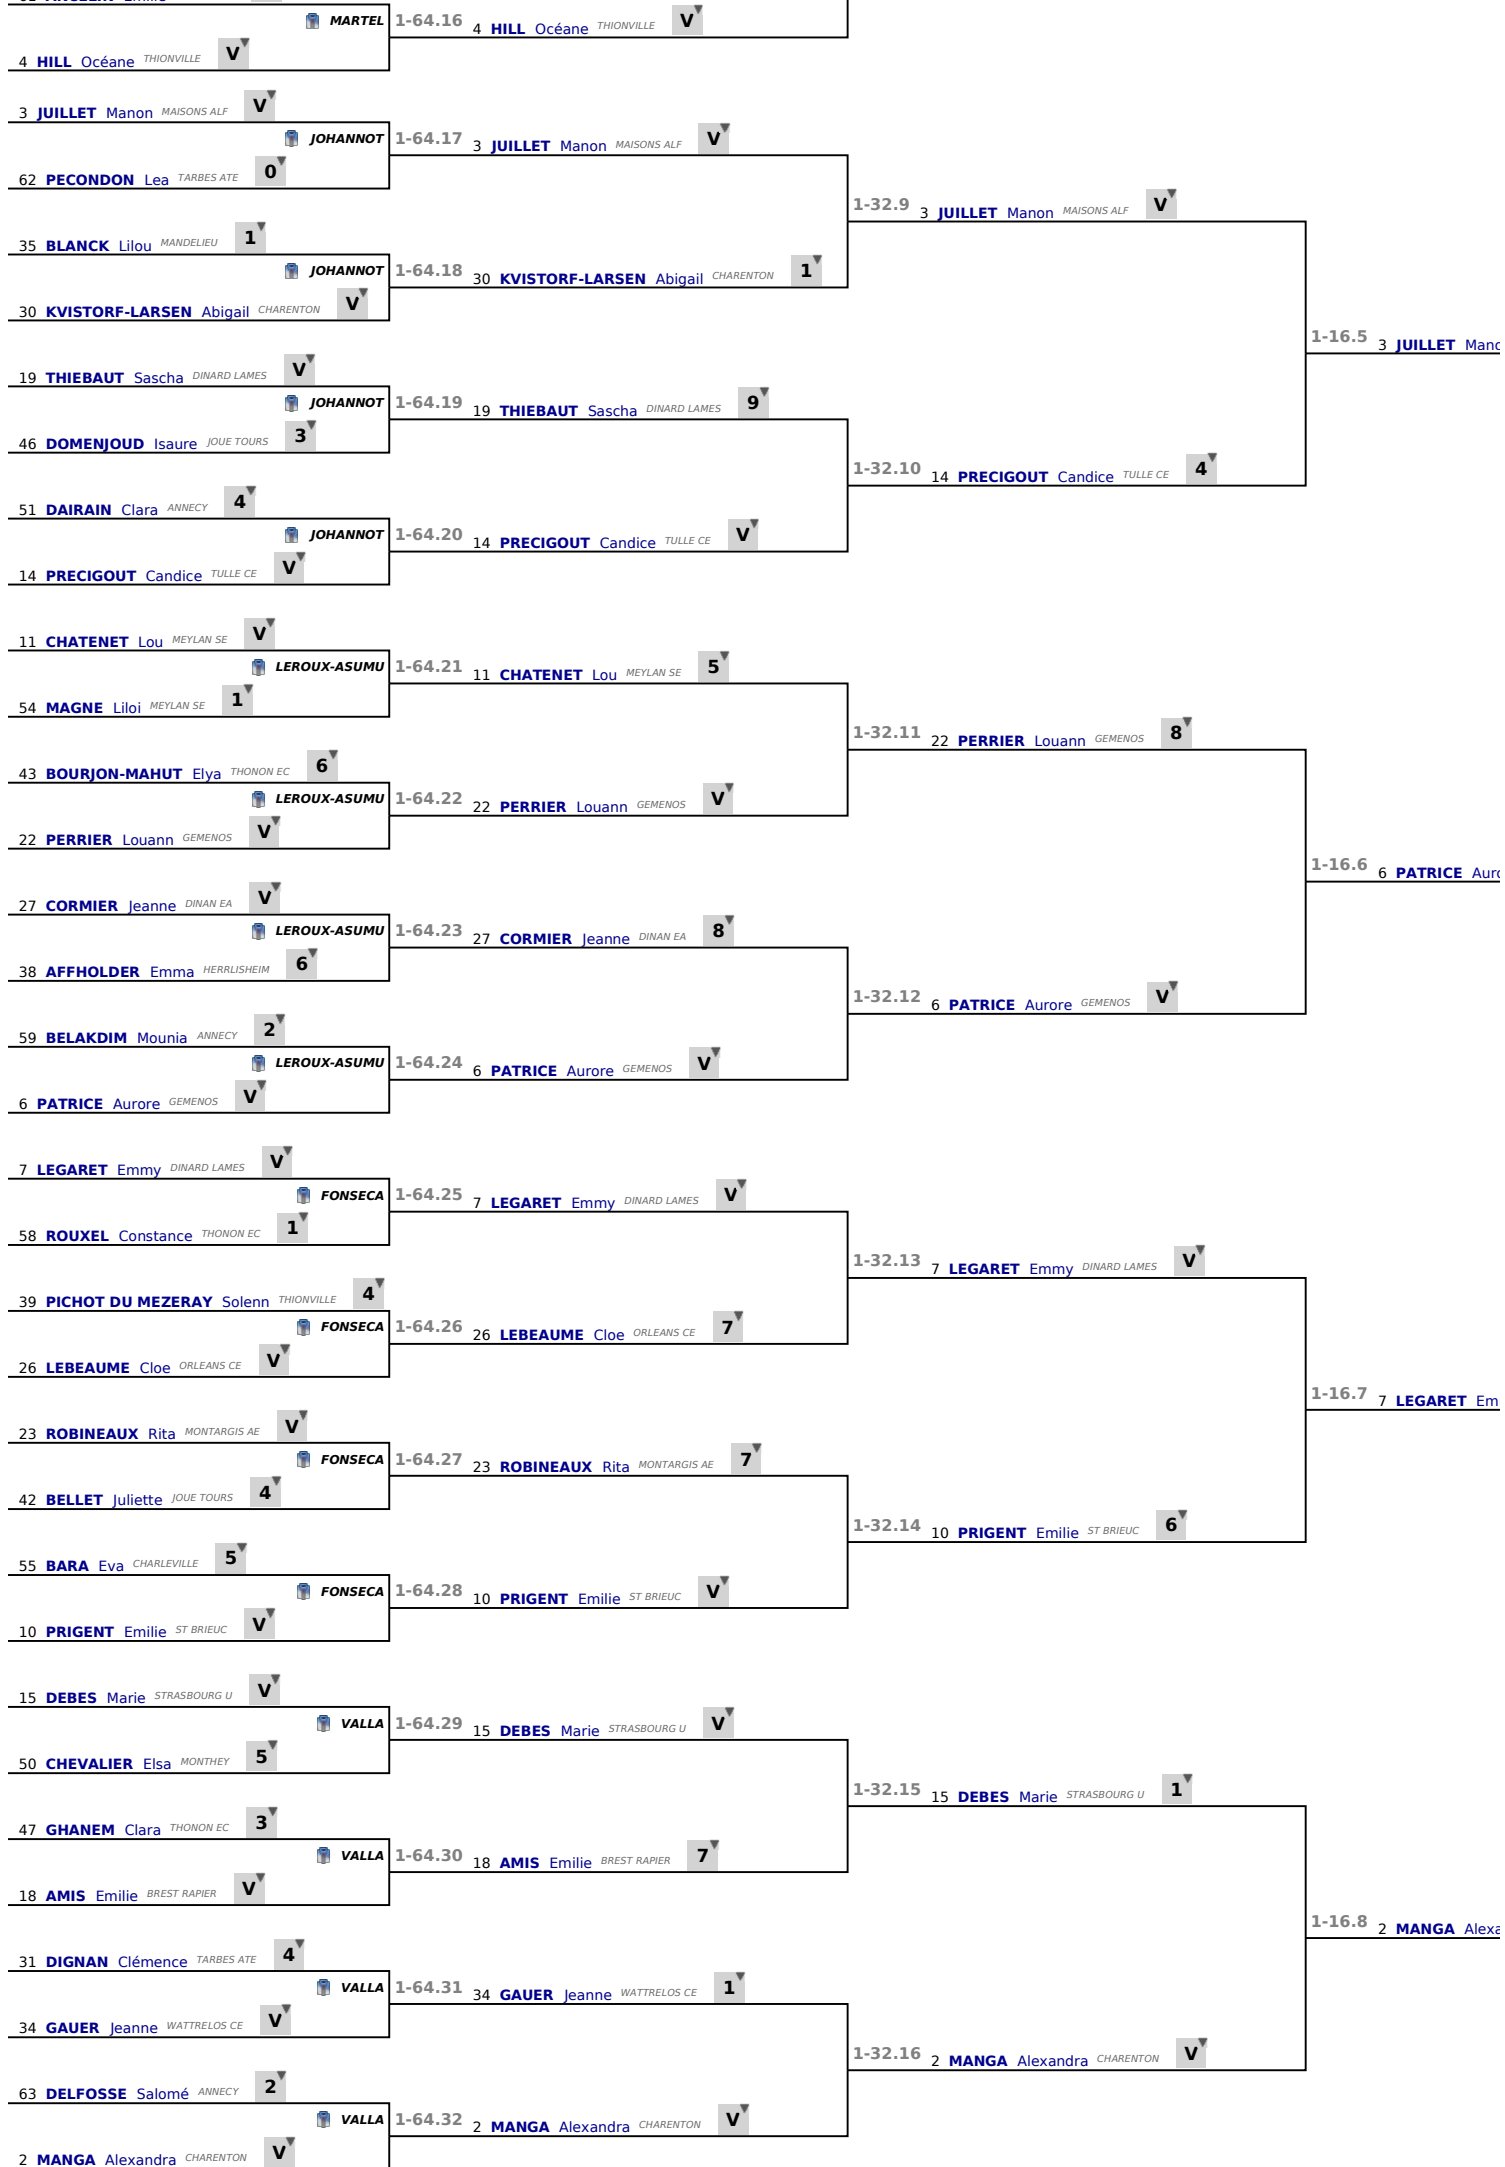 MARTEL 1-64.16 4 HILL Océane THIONVILLE V
4 HILL Océane THIONVILLE V
3 JUILLET Manon MAISONS ALF V
JOHANNOT 1-64.17 3 JUILLET Manon MAISONS ALF V
62 PECONDON Lea TARBES ATE 0
1-32.9 3 JUILLET Manon MAISONS ALF V
35 BLANCK Lilou MANDELIEU 1
JOHANNOT 1-64.18 30 KVISTORF-LARSEN Abigail CHARENTON 1
30 KVISTORF-LARSEN Abigail CHARENTON V
1-16.5 3 JUILLET
19 THIEBAUT Sascha DINARD LAMES V
JOHANNOT 1-64.19 19 THIEBAUT Sascha DINARD LAMES 9
46 DOMENJOUD Isaure JOUE TOURS 3
1-32.10 14 PRECIGOUT Candice TULLE CE 4
51 DAIRAIN Clara ANNECY 4
JOHANNOT 1-64.20 14 PRECIGOUT Candice TULLE CE V
14 PRECIGOUT Candice TULLE CE V
11 CHATENET Lou MEYLAN SE V
LEROUX-ASUMU 1-64.21 11 CHATENET Lou MEYLAN SE 5
54 MAGNE Liloi MEYLAN SE 1
1-32.11 22 PERRIER Louann GEMENOS 8
43 BOURJON-MAHUT Elya THONON EC 6
LEROUX-ASUMU 1-64.22 22 PERRIER Louann GEMENOS V
22 PERRIER Louann GEMENOS V
1-16.6 6 PATRICE
27 CORMIER Jeanne DINAN EA V
LEROUX-ASUMU 1-64.23 27 CORMIER Jeanne DINAN EA 8
38 AFFHOLDER Emma HERRLISHEIM 6
1-32.12 6 PATRICE Aurore GEMENOS V
59 BELAKDIM Mounia ANNECY 2
LEROUX-ASUMU 1-64.24 6 PATRICE Aurore GEMENOS V
6 PATRICE Aurore GEMENOS V
7 LEGARET Emmy DINARD LAMES V
FONSECA 1-64.25 7 LEGARET Emmy DINARD LAMES V
58 ROUXEL Constance THONON EC 1
1-32.13 7 LEGARET Emmy DINARD LAMES V
39 PICHOT DU MEZERAY Solenn THIONVILLE 4
FONSECA 1-64.26 26 LEBEAUME Cloe ORLEANS CE 7
26 LEBEAUME Cloe ORLEANS CE V
1-16.7 7 LEGARET
23 ROBINEAUX Rita MONTARGIS AE V
FONSECA 1-64.27 23 ROBINEAUX Rita MONTARGIS AE 7
42 BELLET Juliette JOUE TOURS 4
1-32.14 10 PRIGENT Emilie ST BRIEUC 6
55 BARA Eva CHARLEVILLE 5
FONSECA 1-64.28 10 PRIGENT Emilie ST BRIEUC V
10 PRIGENT Emilie ST BRIEUC V
15 DEBES Marie STRASBOURG U V
VALLA 1-64.29 15 DEBES Marie STRASBOURG U V
50 CHEVALIER Elsa MONTHEY 5
1-32.15 15 DEBES Marie STRASBOURG U 1
47 GHANEM Clara THONON EC 3
VALLA 1-64.30 18 AMIS Emilie BREST RAPIER 7
18 AMIS Emilie BREST RAPIER V
1-16.8 2 MANGA
31 DIGNAN Clémence TARBES ATE 4
VALLA 1-64.31 34 GAUER Jeanne WATTRELOS CE 1
34 GAUER Jeanne WATTRELOS CE V
1-32.16 2 MANGA Alexandra CHARENTON V
63 DELFOSSE Salomé ANNECY 2
VALLA 1-64.32 2 MANGA Alexandra CHARENTON V
2 MANGA Alexandra CHARENTON V